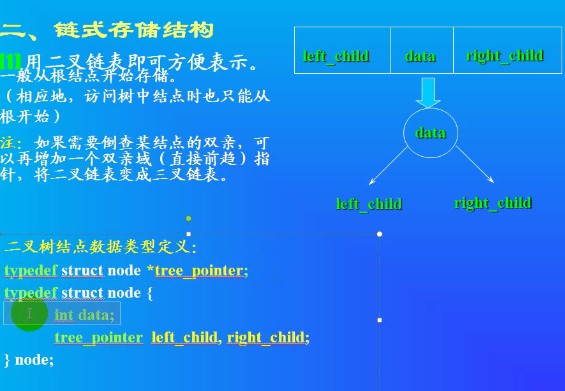 二、链式存储结构
用二叉链表即可方便表示。
一般从根结点开始存储。
（相应地，访问树中结点时也只能从
根开始）
注：如果需要倒查某结点的双亲，可
以再增加一个双亲域（直接前趋）指
针，将二叉链表变成三叉链表。
left_child data right_child
data
left_child right_child
二叉树结点数据类型定义：
typedef struct node *tree_pointer;
typedef struct node {
int data;
tree_pointer left_child, right_child;
} node;